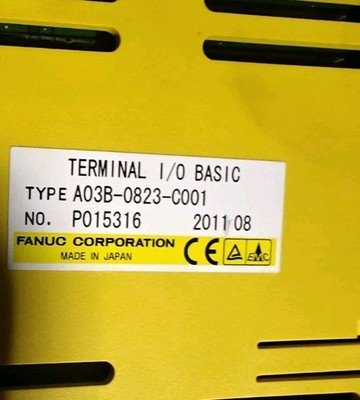 TERMINAL I/O BASIC
TYPE A03B-0823-C001
NO. P015316 2011 08
FANUC CORPORATION
MADE IN JAPAN
CE EMC